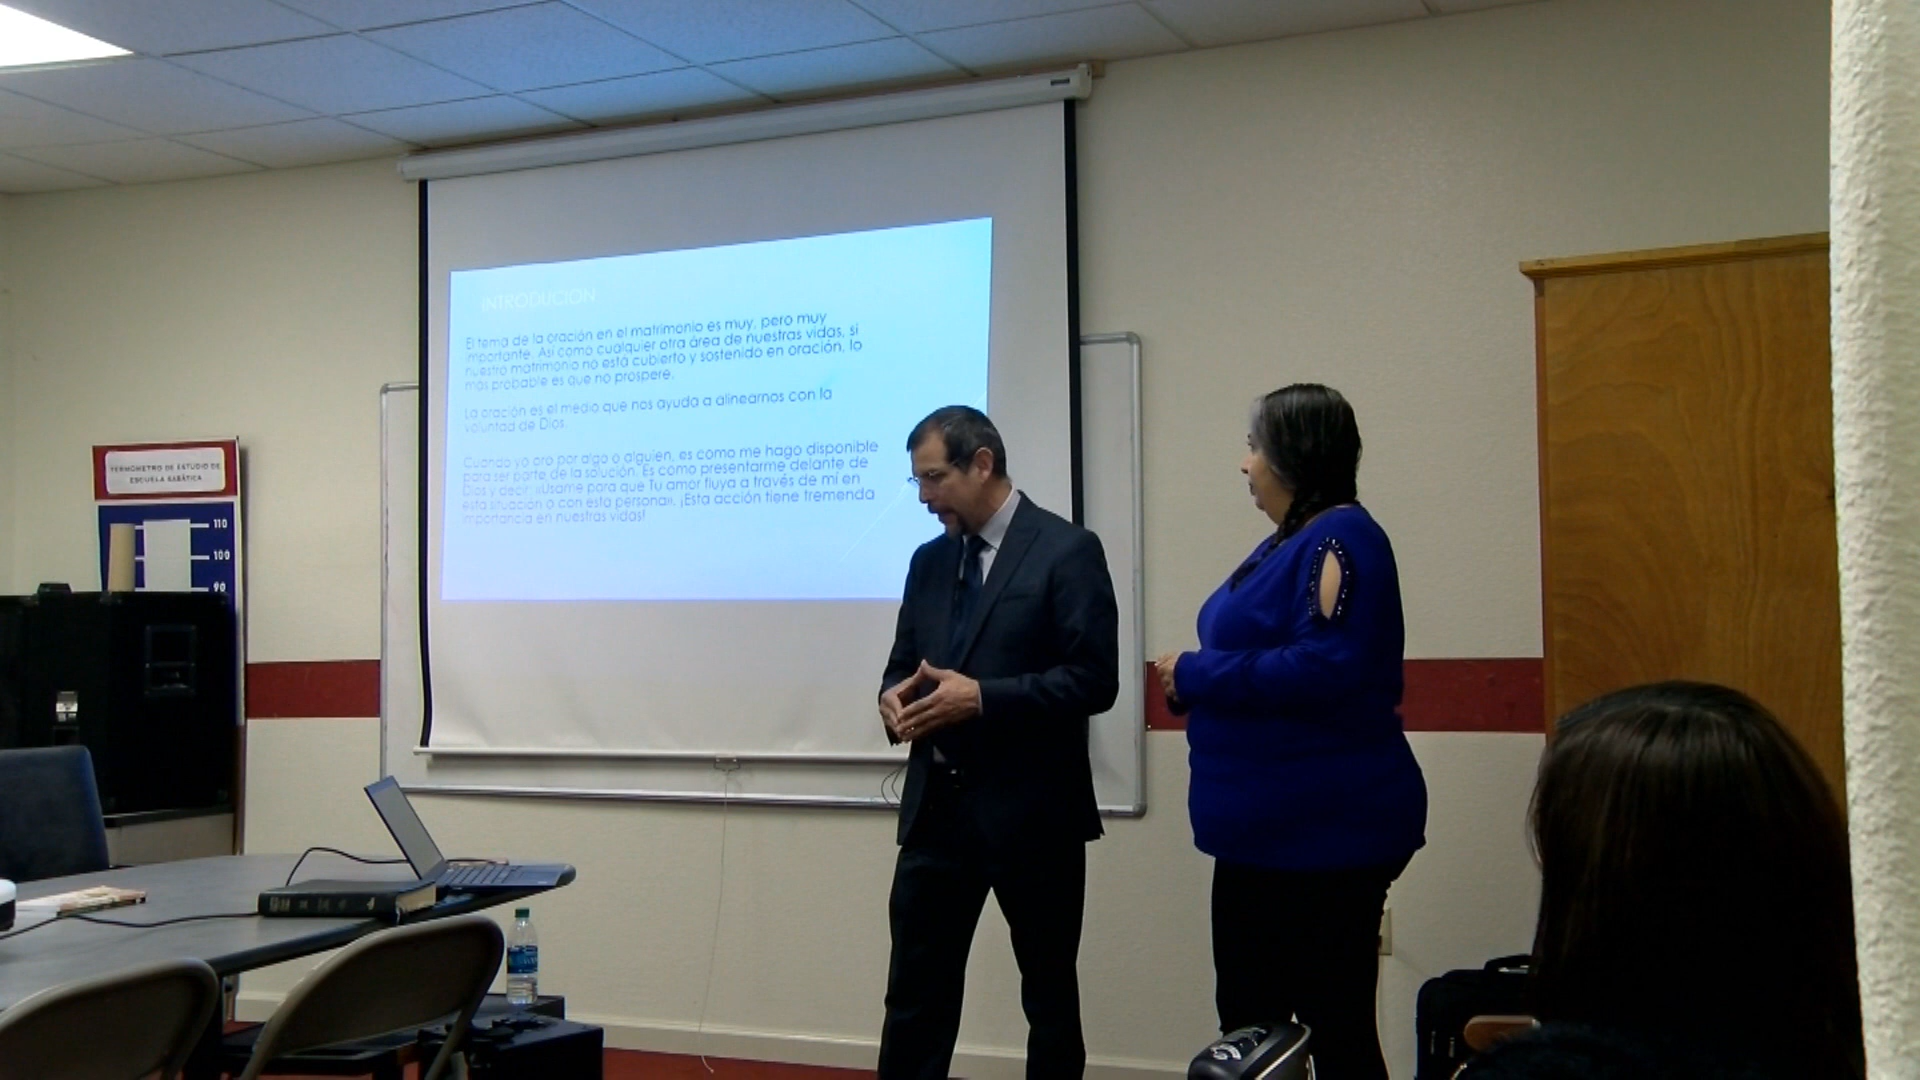 INTRODUCION
El tema de la oración en el matrimonio es muy, pero muy
importante. Así como cualquier otra área de nuestras vidas, si
nuestro matrimonio no está cubierto y sostenido en oración, lo
más probable es que no prospere.
La oración es el medio que nos ayuda a alinearnos con la
voluntad de Dios.
Cuando yo oro por algo o alguien, es como me hago disponible
para ser parte de la solución. Es como presentarme delante de
Dios y decir: «Úsame para que Tu amor fluya a través de mí en
esta situación o con esta persona». ¡Esta acción tiene tremenda
importancia en nuestras vidas!
TERMOMETRO DE ESTUDIO DE
ESCUELA SABÁTICA
110
100
90